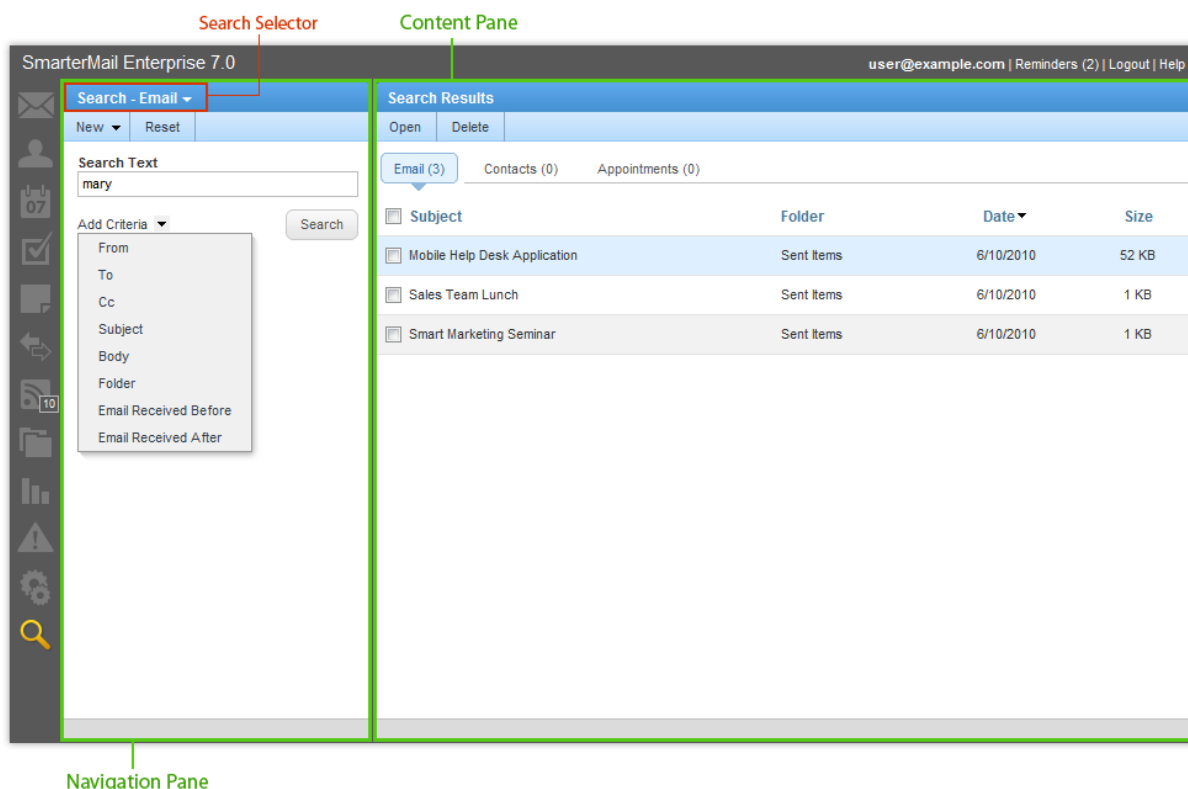 Search Selector
Content Pane
SmarterMail Enterprise 7.0
user@example.com | Reminders (2) | Logout | Help
Search - Email
New
Reset
Search Text
mary
Add Criteria
Search
From
To
Cc
Subject
Body
Folder
Email Received Before
Email Received After
07
10
Search Results
Open
Delete
Email (3)
Contacts (0)
Appointments (0)
Subject Folder Date Size
Mobile Help Desk Application Sent Items 6/10/2010 52 KB
Sales Team Lunch Sent Items 6/10/2010 1 KB
Smart Marketing Seminar Sent Items 6/10/2010 1 KB
Navigation Pane